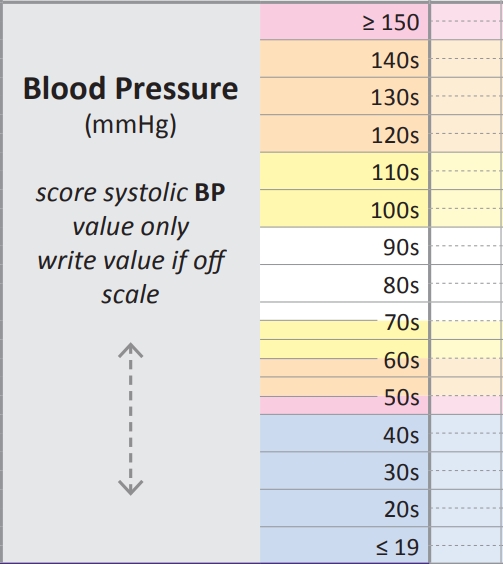 Blood Pressure
(mmHg)
score systolic BP
value only
write value if off
scale
≥ 150
140s
130s
120s
110s
100s
90s
80s
70s
60s
50s
40s
30s
20s
≤ 19